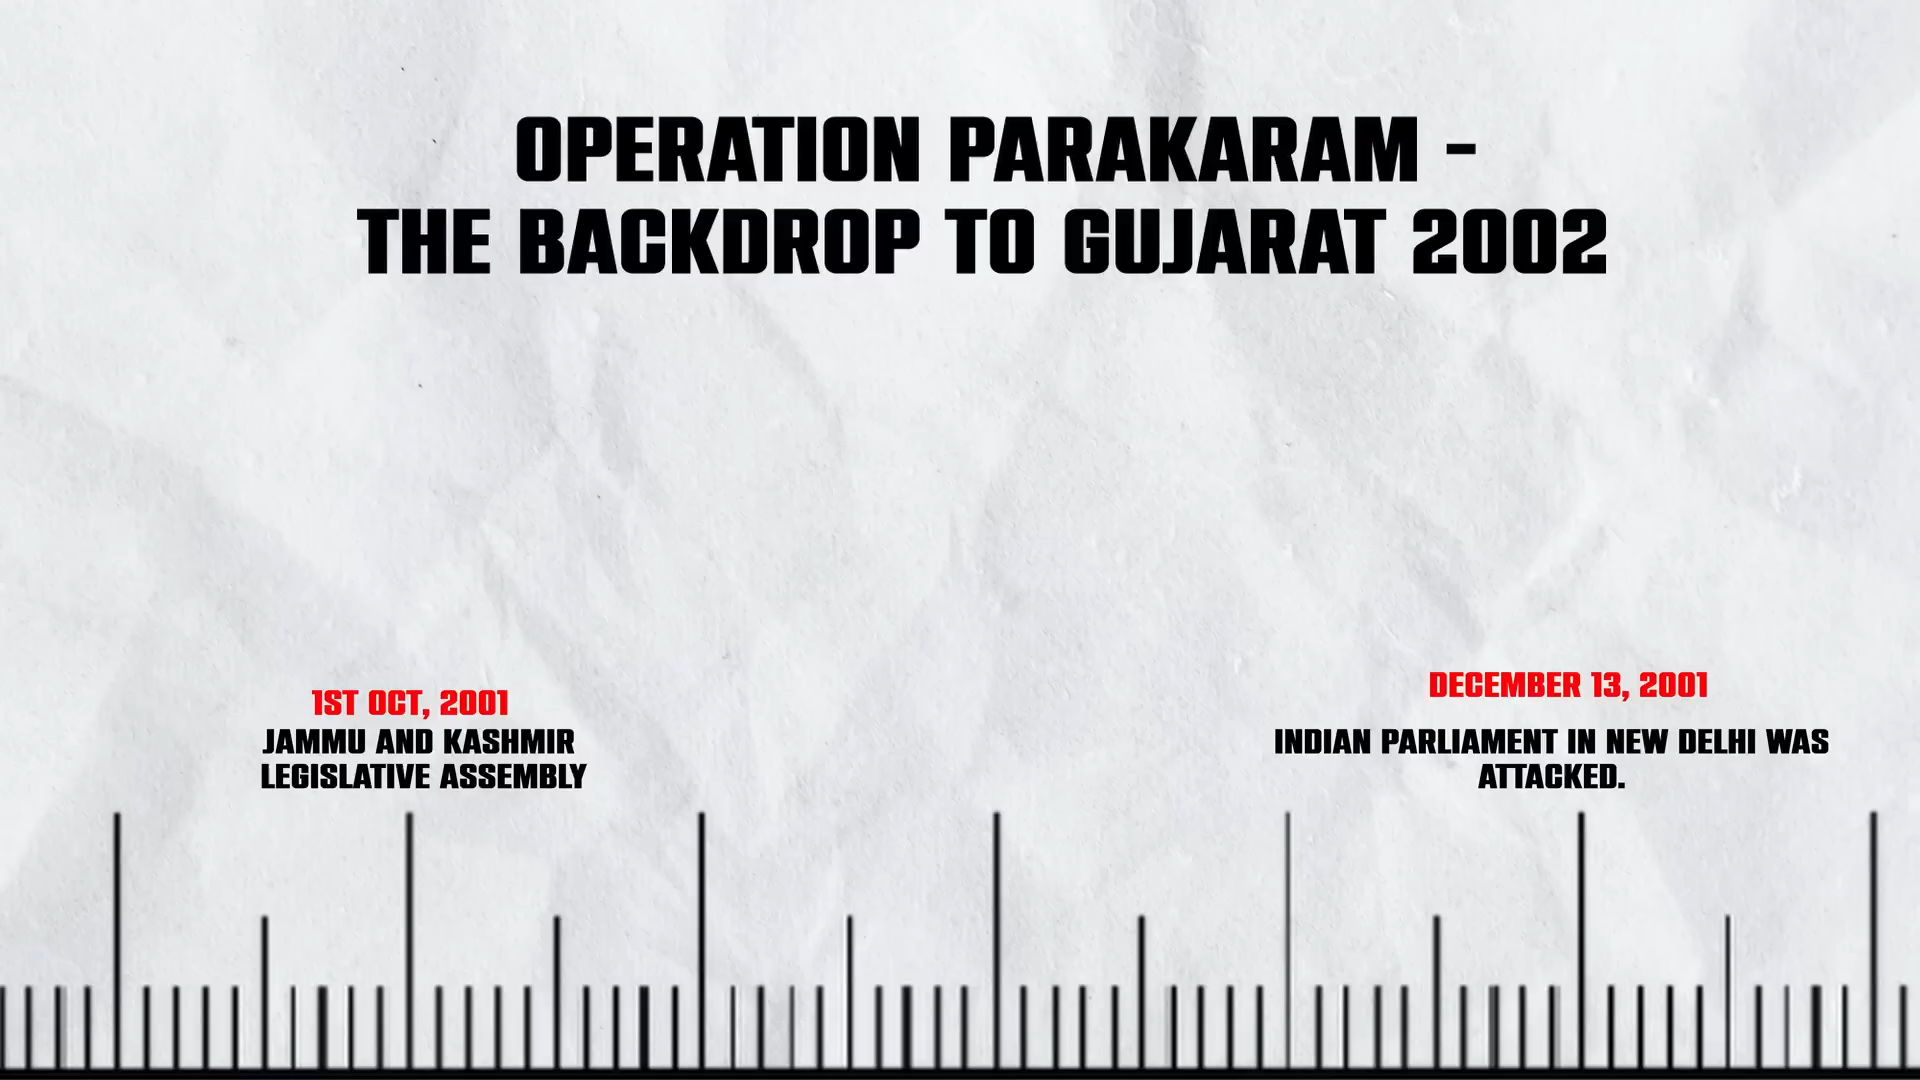 OPERATION PARAKARAM -
THE BACKDROP TO GUJARAT 2002
1ST OCT, 2001
JAMMU AND KASHMIR
LEGISLATIVE ASSEMBLY
DECEMBER 13, 2001
INDIAN PARLIAMENT IN NEW DELHI WAS
ATTACKED.